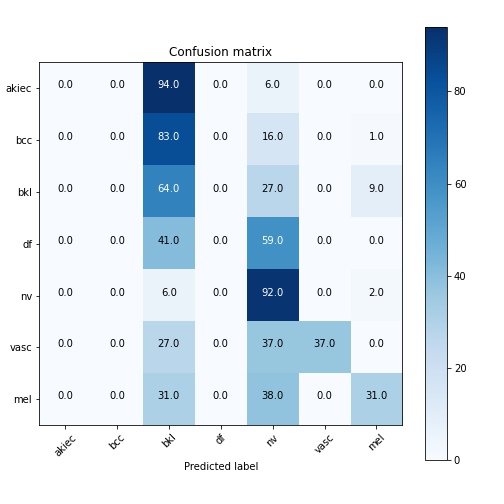 Confusion matrix
akiec 0.0 0.0 94.0 0.0 6.0 0.0 0.0
bcc 0.0 0.0 83.0 0.0 16.0 0.0 1.0
bkl 0.0 0.0 64.0 0.0 27.0 0.0 9.0
df 0.0 0.0 41.0 0.0 59.0 0.0 0.0
nv 0.0 0.0 6.0 0.0 92.0 0.0 2.0
vasc 0.0 0.0 27.0 0.0 37.0 37.0 0.0
mel 0.0 0.0 31.0 0.0 38.0 0.0 31.0
akiec bcc bkl df nv vasc mel
Predicted label
80
60
40
20
0